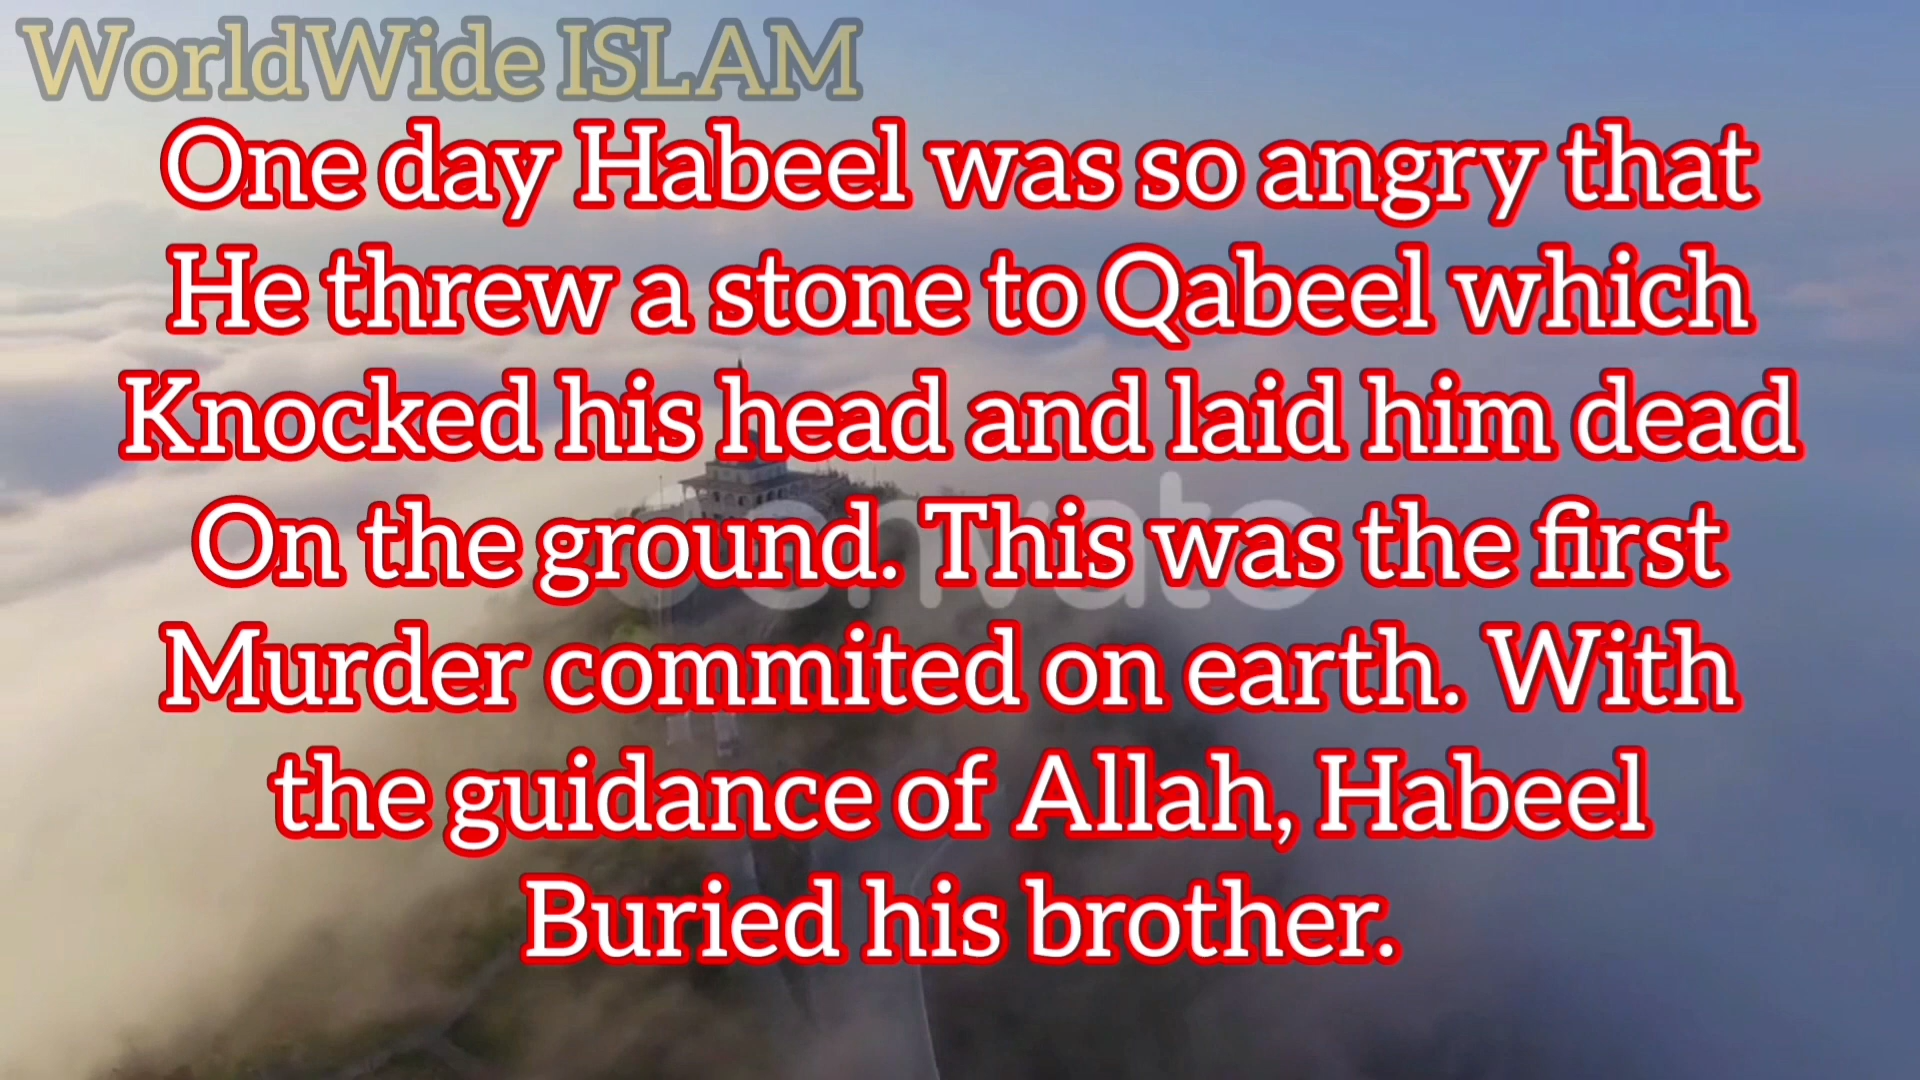 WorldWide ISLAM
One day Habeel was so angry that
He threw a stone to Qabeel which
Knocked his head and laid him dead
envato
On the ground. This was the first
Murder commited on earth. With
the guidance of Allah, Habeel
Buried his brother.